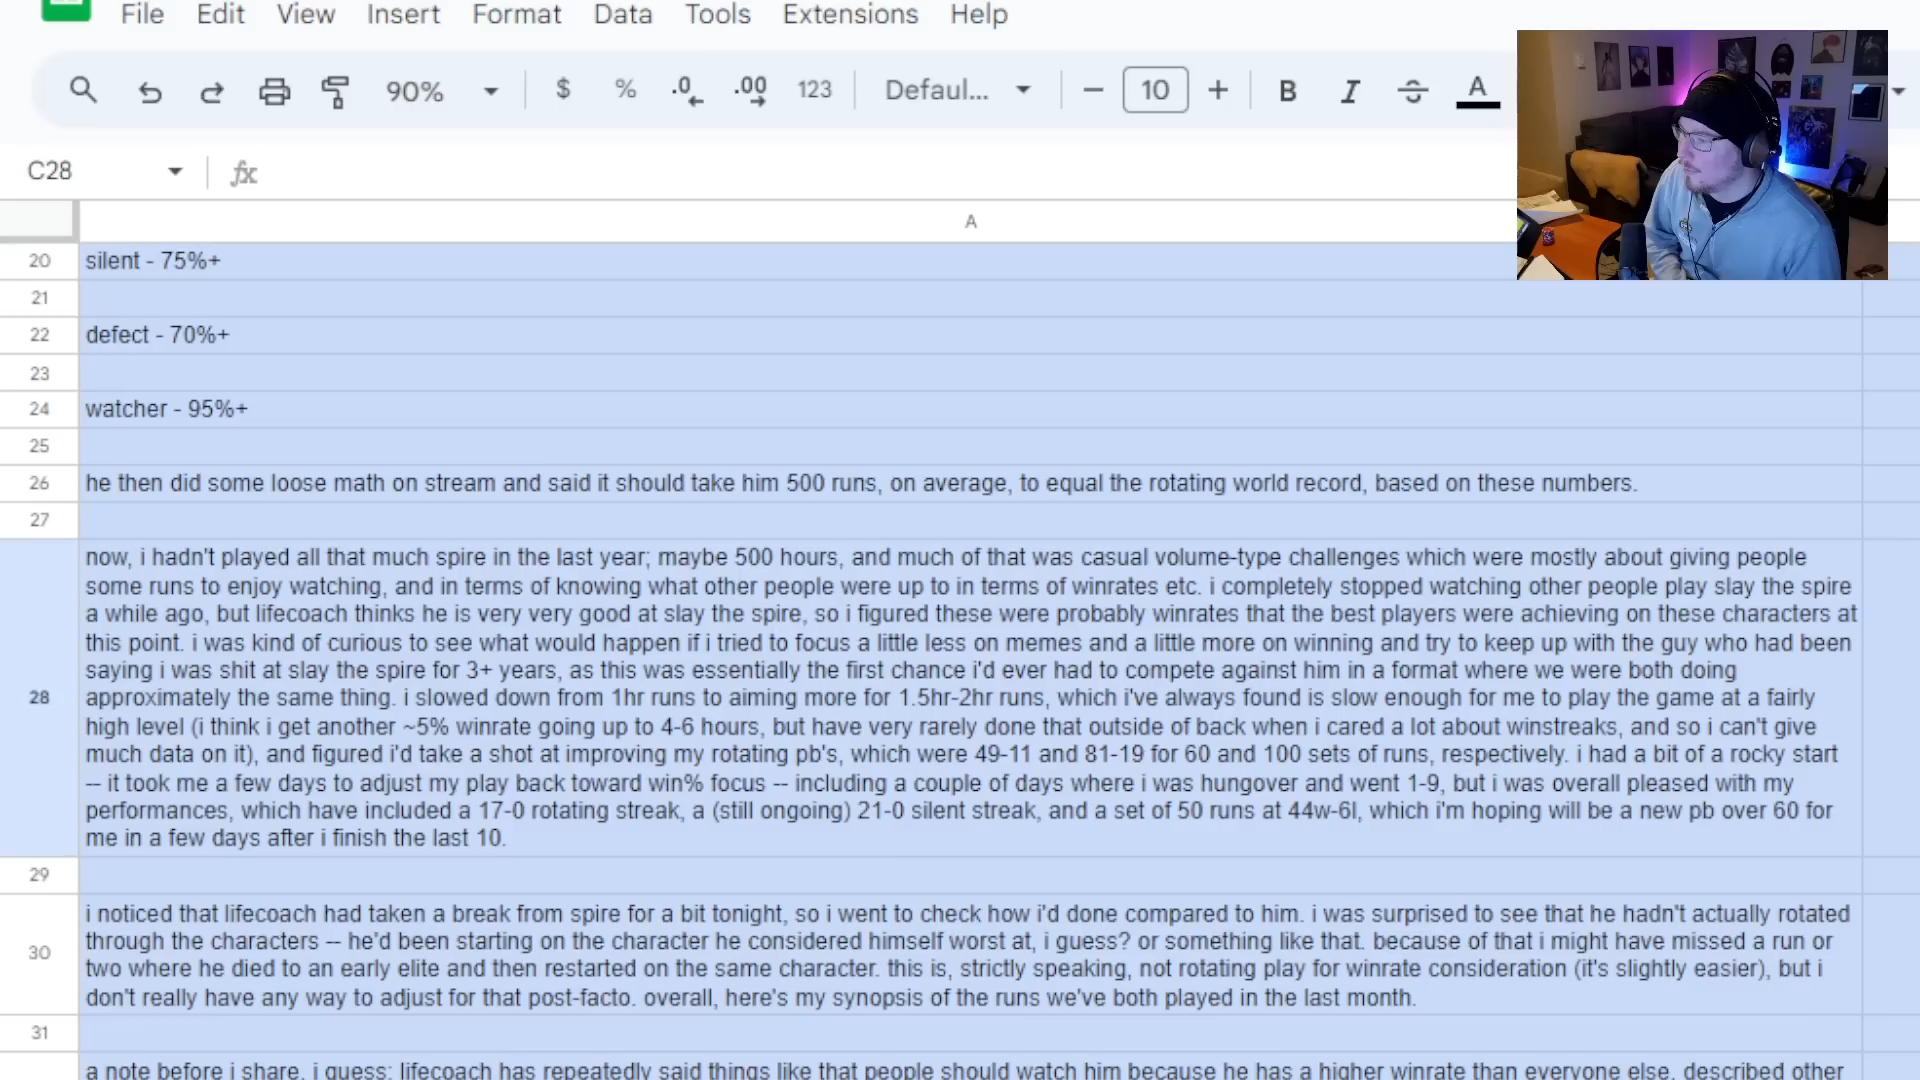 File Edit View Insert Format Data Tools Extensions Help
90% $ % .0 .00 123 Defaul... 10 B I S A
C28 fx
A
20 silent - 75%+
21
22 defect - 70%+
23
24 watcher - 95%+
25
26 he then did some loose math on stream and said it should take him 500 runs, on average, to equal the rotating world record, based on these numbers.
27
now, i hadn't played all that much spire in the last year; maybe 500 hours, and much of that was casual volume-type challenges which were mostly about giving people
some runs to enjoy watching, and in terms of knowing what other people were up to in terms of winrates etc. i completely stopped watching other people play slay the spire
a while ago, but lifecoach thinks he is very very good at slay the spire, so i figured these were probably winrates that the best players were achieving on these characters at
this point. i was kind of curious to see what would happen if i tried to focus a little less on memes and a little more on winning and try to keep up with the guy who had been
saying i was shit at slay the spire for 3+ years, as this was essentially the first chance i'd ever had to compete against him in a format where we were both doing
28 approximately the same thing. i slowed down from 1hr runs to aiming more for 1.5hr-2hr runs, which i've always found is slow enough for me to play the game at a fairly
high level (i think i get another ~5% winrate going up to 4-6 hours, but have very rarely done that outside of back when i cared a lot about winstreaks, and so i can't give
much data on it), and figured i'd take a shot at improving my rotating pb's, which were 49-11 and 81-19 for 60 and 100 sets of runs, respectively. i had a bit of a rocky start
-- it took me a few days to adjust my play back toward win% focus -- including a couple of days where i was hungover and went 1-9, but i was overall pleased with my
performances, which have included a 17-0 rotating streak, a (still ongoing) 21-0 silent streak, and a set of 50 runs at 44w-6l, which i'm hoping will be a new pb over 60 for
me in a few days after i finish the last 10.
29
i noticed that lifecoach had taken a break from spire for a bit tonight, so i went to check how i'd done compared to him. i was surprised to see that he hadn't actually rotated
through the characters -- he'd been starting on the character he considered himself worst at, i guess? or something like that. because of that i might have missed a run or
30 two where he died to an early elite and then restarted on the same character. this is, strictly speaking, not rotating play for winrate consideration (it's slightly easier), but i
don't really have any way to adjust for that post-facto. overall, here's my synopsis of the runs we've both played in the last month.
31
a note before i share, i guess: lifecoach has repeatedly said things like that people should watch him because he has a higher winrate than everyone else, described other